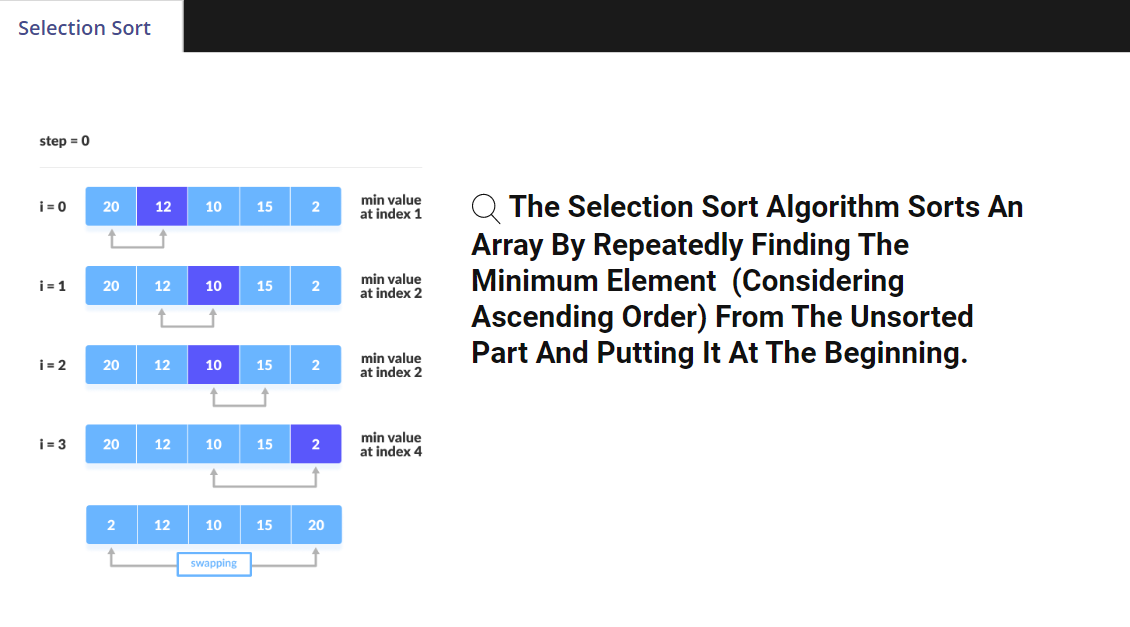 Selection Sort
step = 0
i = 0 20 12 10 15 2 min value
at index 1
i = 1 20 12 10 15 2 min value
at index 2
i = 2 20 12 10 15 2 min value
at index 2
i = 3 20 12 10 15 2 min value
at index 4
2 12 10 15 20
swapping
The Selection Sort Algorithm Sorts An
Array By Repeatedly Finding The
Minimum Element (Considering
Ascending Order) From The Unsorted
Part And Putting It At The Beginning.